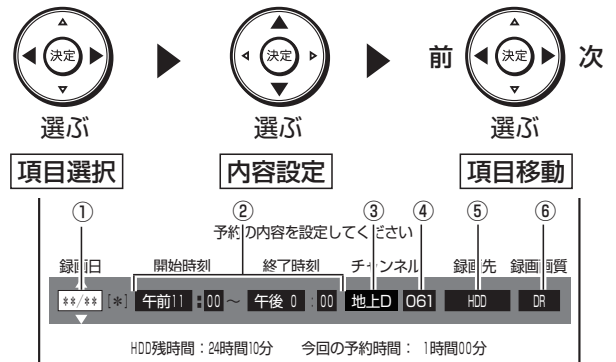 決定 決定 前 決定 次
選ぶ 選ぶ 選ぶ
項目選択 内容設定 項目移動
① ② ③ ④ ⑤ ⑥
予約の内容を設定してください
録画日 開始時刻 終了時刻 チャンネル 録画先 録画画質
**/** [*] 午前11:00 ~ 午後 0:00 地上D 061 HDD DR
HDD残時間:24時間10分 今回の予約時間: 1時間00分